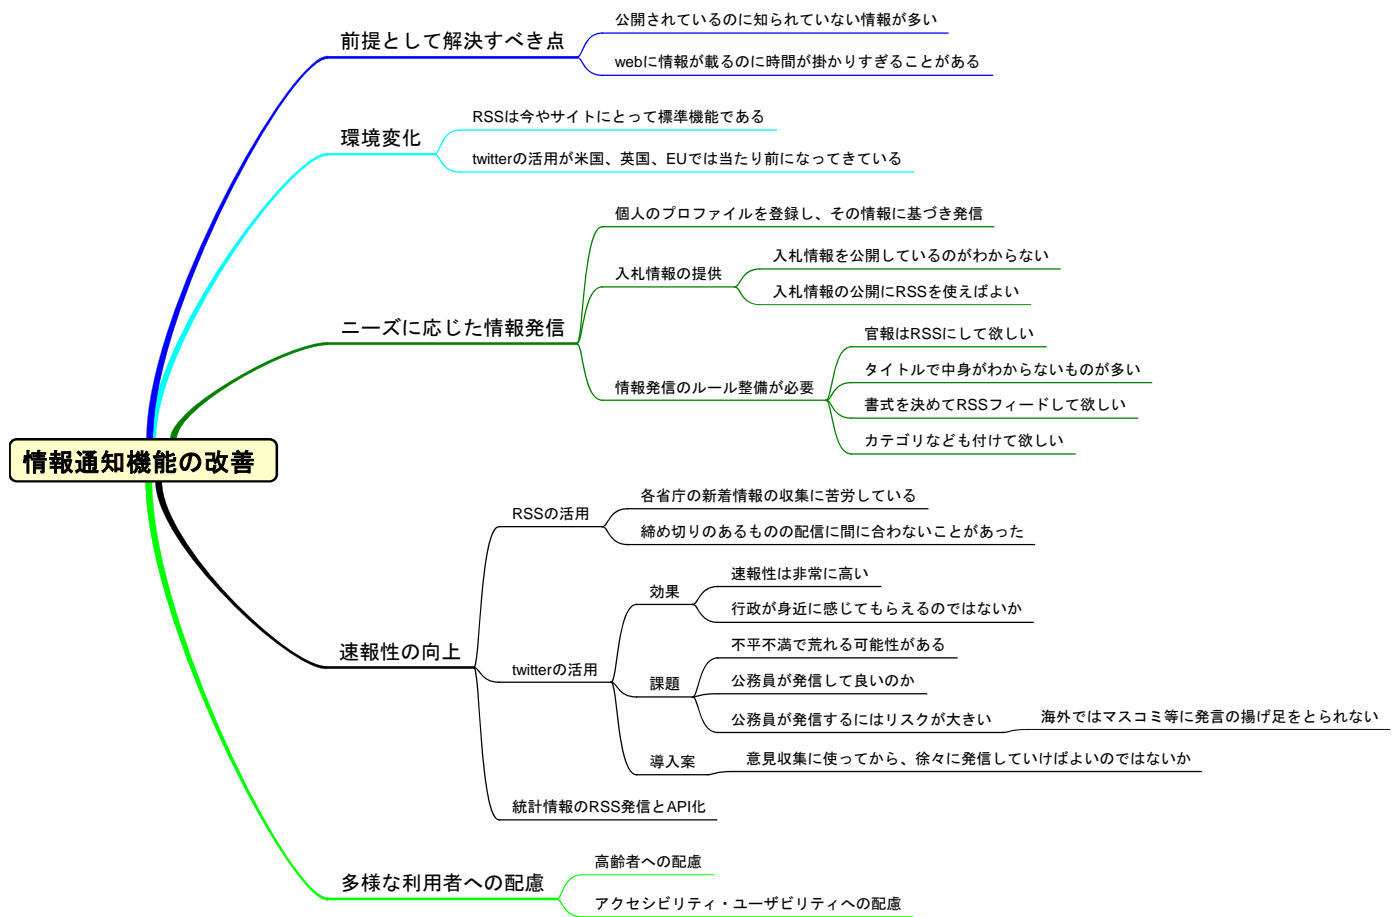 情報通知機能の改善
前提として解決すべき点
公開されているのに知られていない情報が多い
webに情報が載るのに時間が掛かりすぎることがある
環境変化
RSSは今やサイトにとって標準機能である
twitterの活用が米国、英国、EUでは当たり前になってきている
ニーズに応じた情報発信
個人のプロファイルを登録し、その情報に基づき発信
入札情報の提供
入札情報を公開しているのがわからない
入札情報の公開にRSSを使えばよい
情報発信のルール整備が必要
官報はRSSにして欲しい
タイトルで中身がわからないものが多い
書式を決めてRSSフィードして欲しい
カテゴリなども付けて欲しい
速報性の向上
RSSの活用
各省庁の新着情報の収集に苦労している
締め切りのあるものの配信に間に合わないことがあった
twitterの活用
効果
速報性は非常に高い
行政が身近に感じてもらえるのではないか
課題
不平不満で荒れる可能性がある
公務員が発信して良いのか
公務員が発信するにはリスクが大きい
海外ではマスコミ等に発言の揚げ足をとられない
導入案
意見収集に使ってから、徐々に発信していけばよいのではないか
統計情報のRSS発信とAPI化
多様な利用者への配慮
高齢者への配慮
アクセシビリティ・ユーザビリティへの配慮